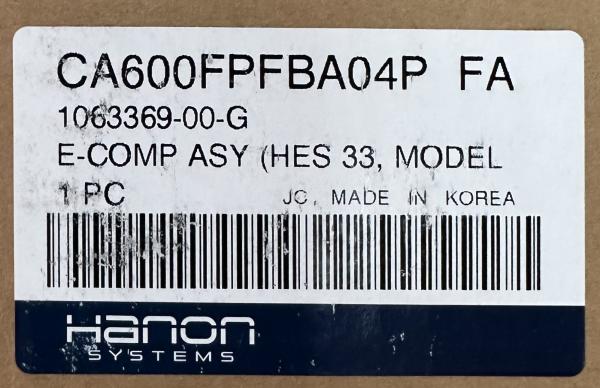 CA600FPFBA04P FA
1063369-00-G
E-COMP ASY (HES 33, MODEL
1 PC JC, MADE IN KOREA
Hanon
SYSTEMS